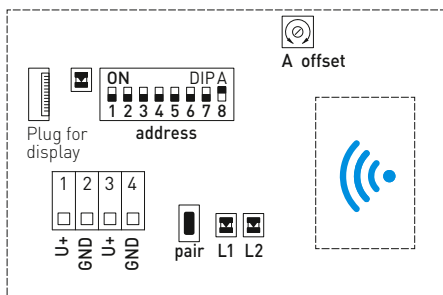 A offset
ON DIP A
1 2 3 4 5 6 7 8
address
Plug for
display
1 2 3 4
U+ GND U+ GND
pair L1 L2